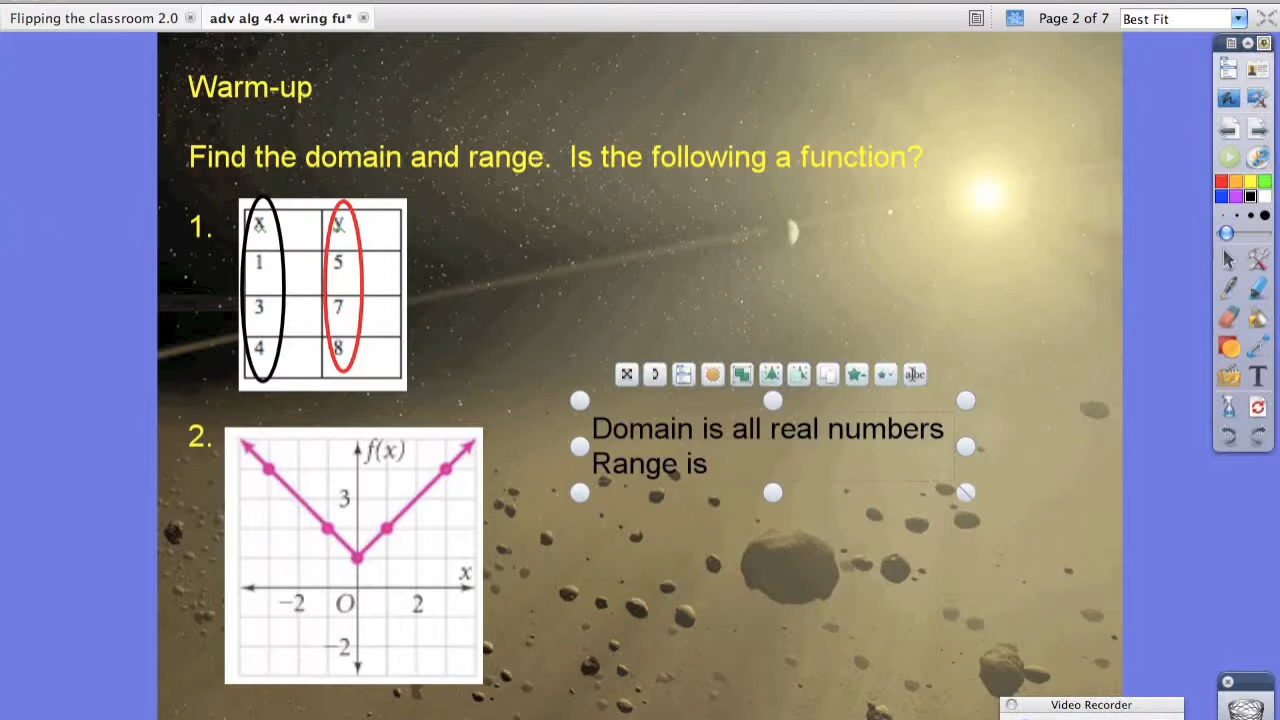 Flipping the classroom 2.0
adv alg 4.4 wring fu*
Page 2 of 7
Best Fit
Warm-up
Find the domain and range. Is the following a function?
1.
x y
1 5
3 7
4 8
abc
Domain is all real numbers
Range is
2.
f(x)
3
x
-2 O 2
-2
T
Video Recorder